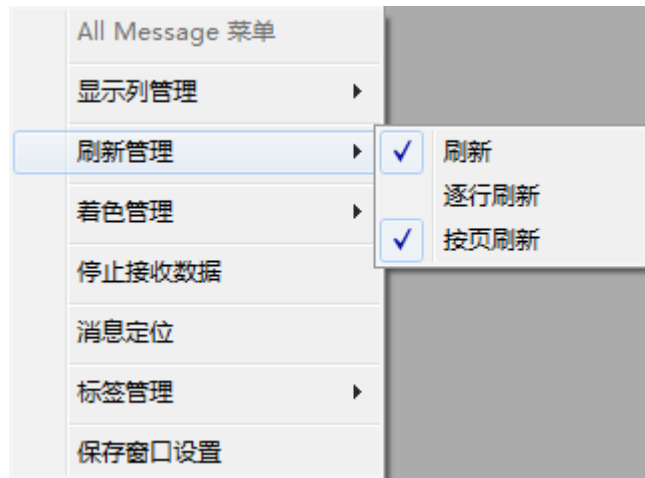 All Message 菜单
显示列管理
刷新管理
刷新
逐行刷新
按页刷新
着色管理
停止接收数据
消息定位
标签管理
保存窗口设置